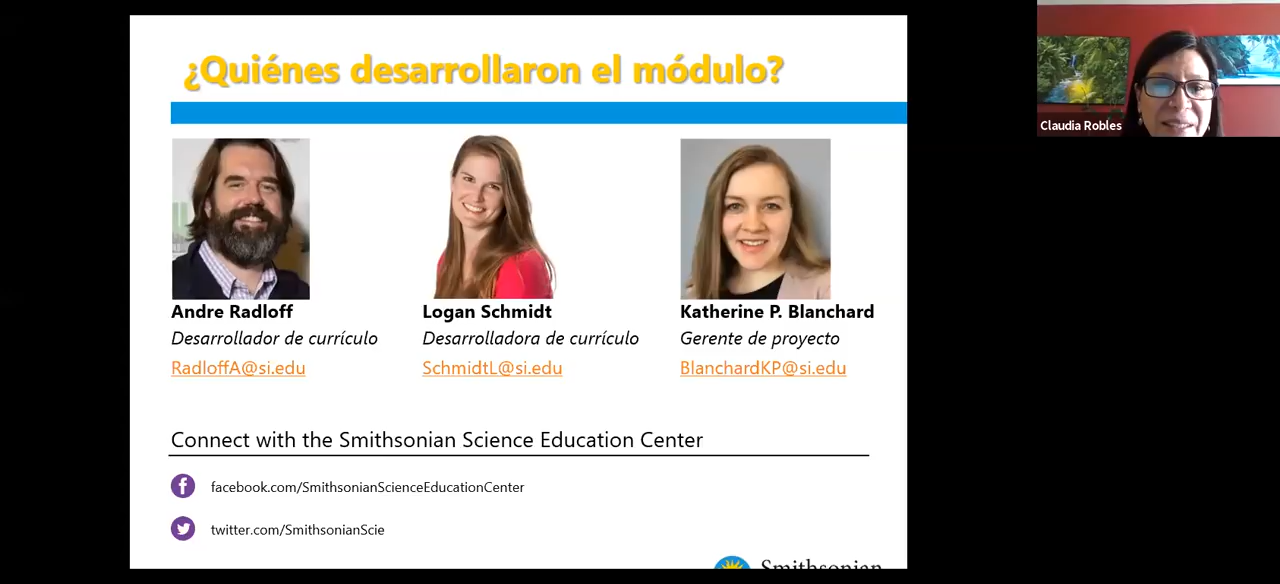 ¿Quiénes desarrollaron el módulo?
Claudia Robles
Andre Radloff
Desarrollador de currículo
RadloffA@si.edu
Logan Schmidt
Desarrolladora de currículo
SchmidtL@si.edu
Katherine P. Blanchard
Gerente de proyecto
BlanchardKP@si.edu
Connect with the Smithsonian Science Education Center
facebook.com/SmithsonianScienceEducationCenter
twitter.com/SmithsonianScie
Smithsonian